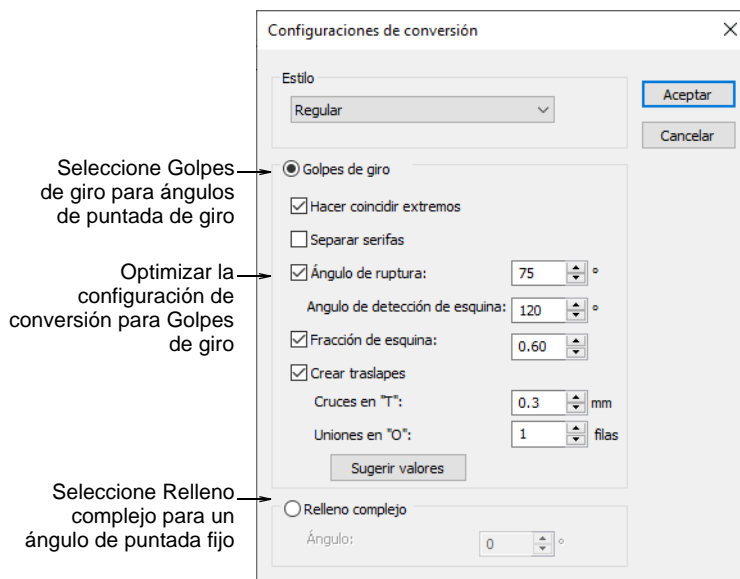 Configuraciones de conversión
Estilo
Regular
Aceptar
Cancelar
Seleccione Golpes
de giro para ángulos
de puntada de giro
Golpes de giro
Hacer coincidir extremos
Separar serifas
Optimizar la
configuración de
conversión para Golpes
de giro
Ángulo de ruptura: 75 °
Angulo de detección de esquina: 120 °
Fracción de esquina: 0.60
Crear traslapes
Cruces en "T": 0.3 mm
Uniones en "O": 1 filas
Sugerir valores
Seleccione Relleno
complejo para un
ángulo de puntada fijo
Relleno complejo
Ángulo: 0 °